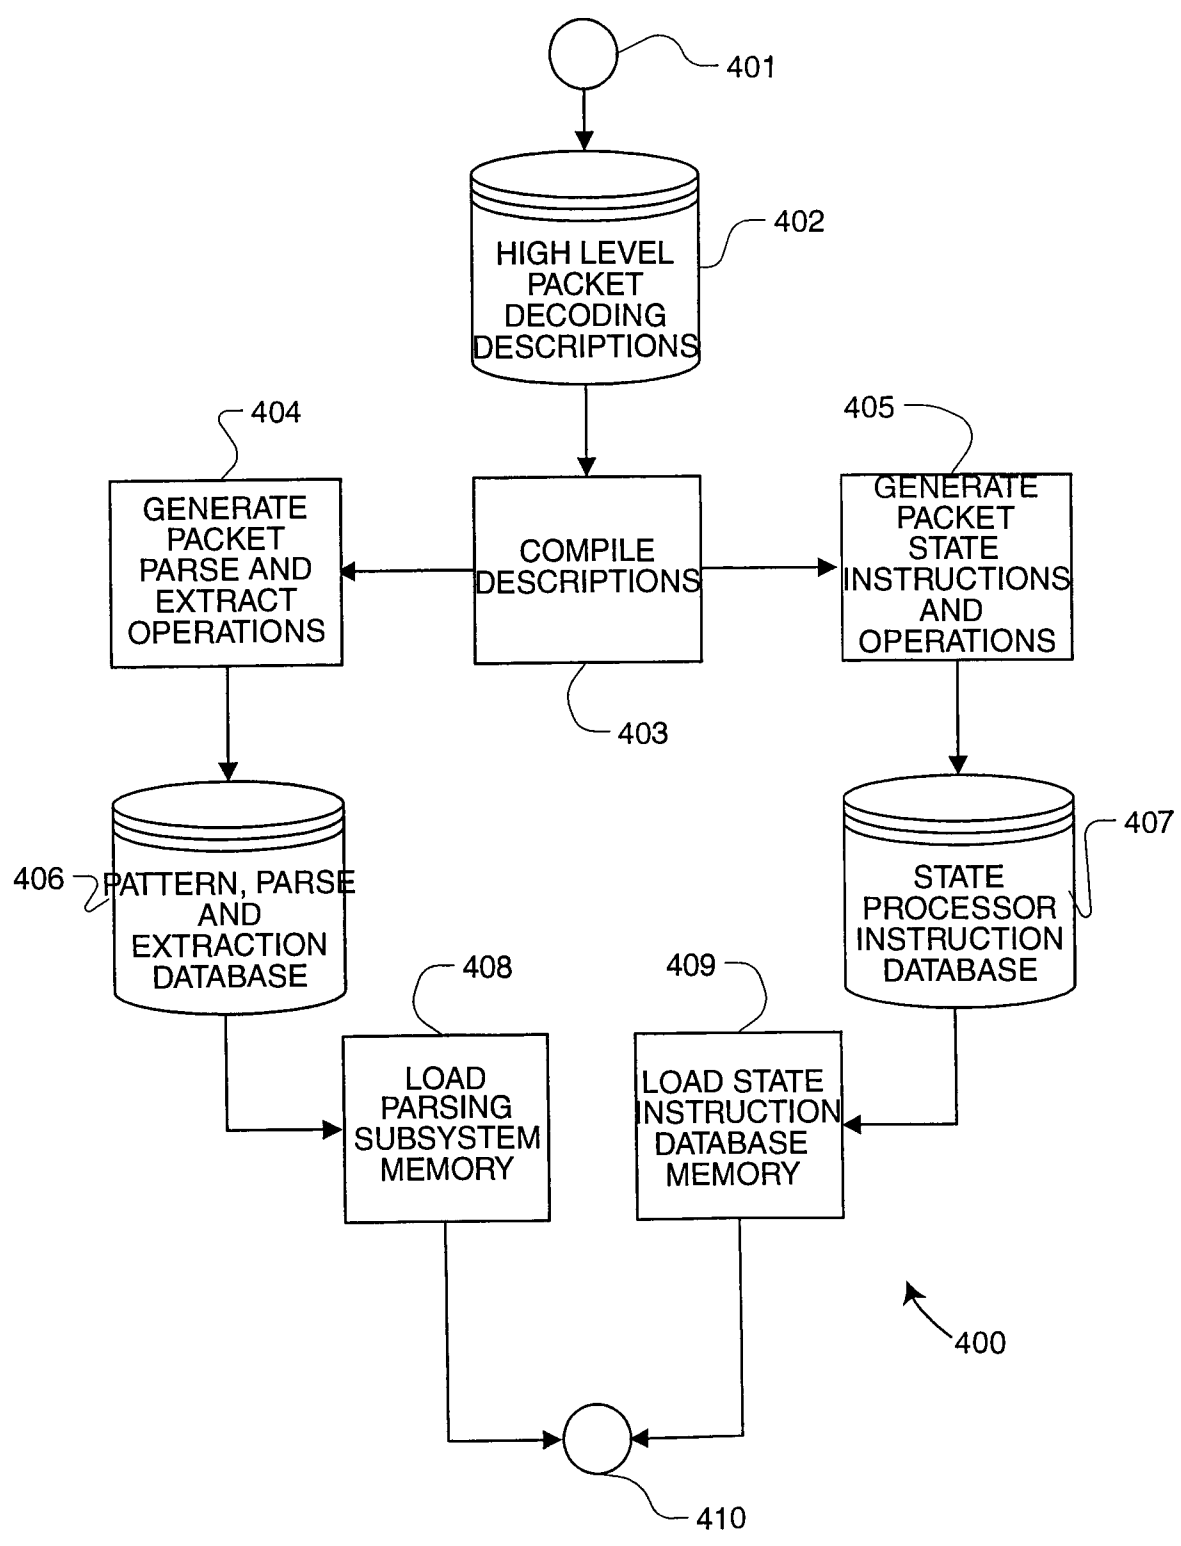 401
402
HIGH LEVEL
PACKET
DECODING
DESCRIPTIONS
404
405
GENERATE
PACKET
PARSE AND
EXTRACT
OPERATIONS
COMPILE
DESCRIPTIONS
GENERATE
PACKET
STATE
INSTRUCTIONS
AND
OPERATIONS
403
406
PATTERN, PARSE
AND
EXTRACTION
DATABASE
407
STATE
PROCESSOR
INSTRUCTION
DATABASE
408
409
LOAD
PARSING
SUBSYSTEM
MEMORY
LOAD STATE
INSTRUCTION
DATABASE
MEMORY
400
410